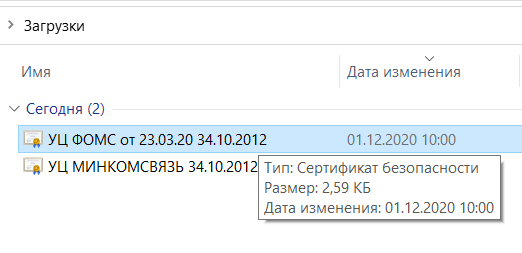 Загрузки
Имя Дата изменения
Сегодня (2)
УЦ ФОМС от 23.03.20 34.10.2012 01.12.2020 10:00
УЦ МИНКОМСВЯЗЬ 34.10.2012
Тип: Сертификат безопасности
Размер: 2,59 КБ
Дата изменения: 01.12.2020 10:00